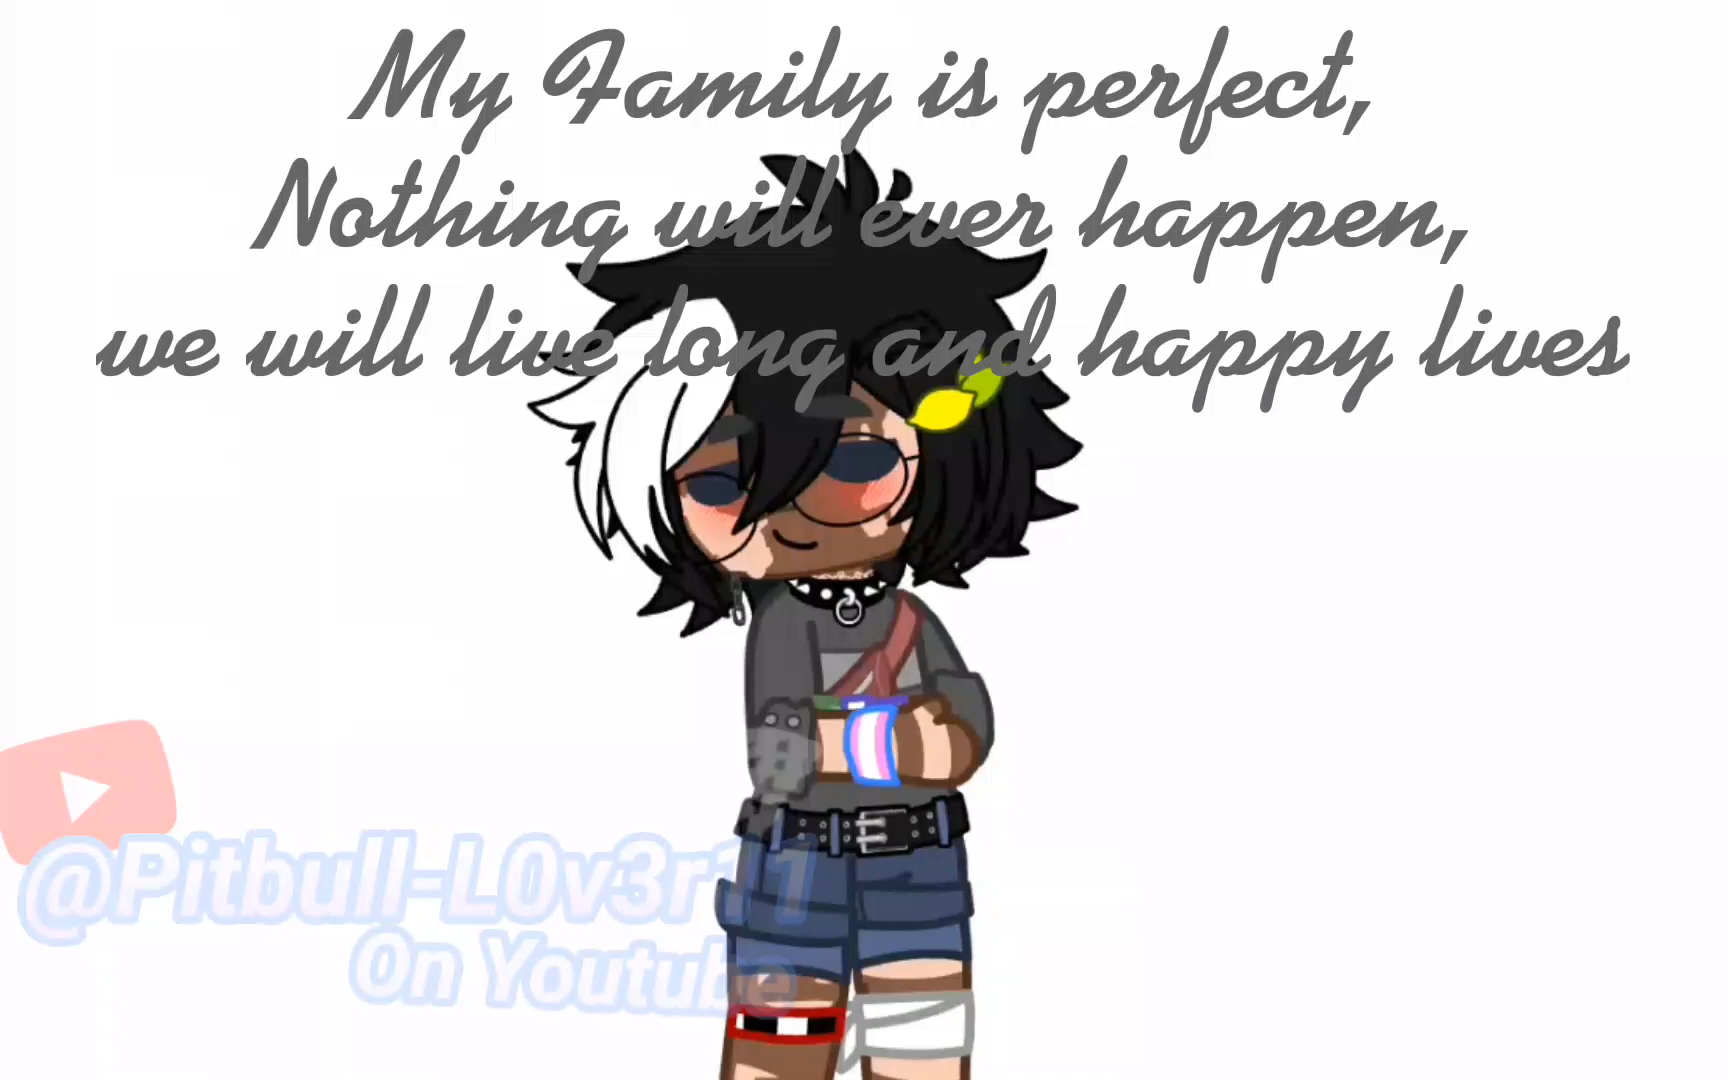 My Family is perfect,
Nothing will ever happen,
we will live long and happy lives
@Pitbull-L0v3r11
On Youtube